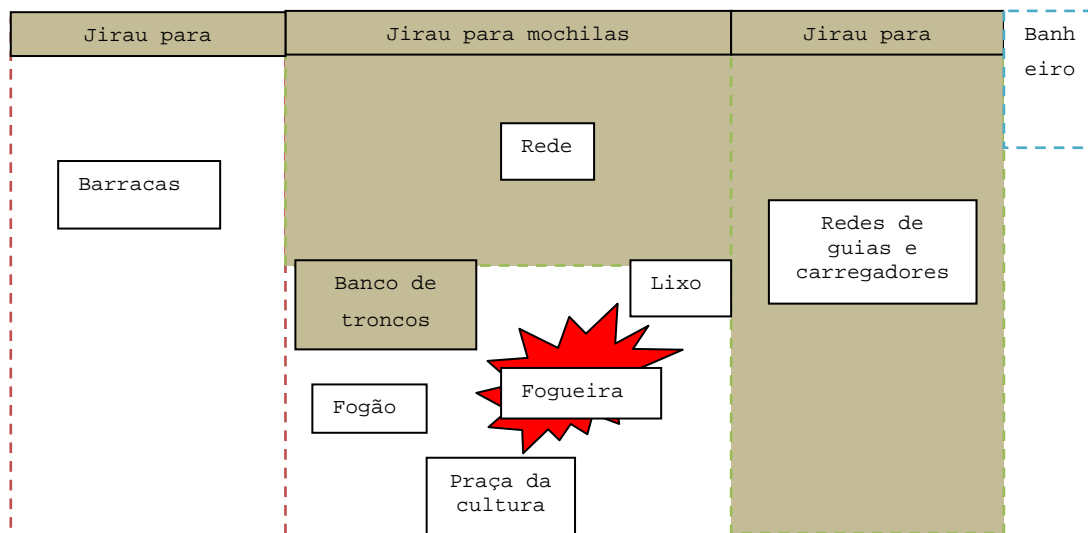 Jirau para
Jirau para mochilas
Jirau para
Banh
eiro
Rede
Barracas
Redes de
guias e
carregadores
Banco de
troncos
Lixo
Fogueira
Fogão
Praça da
cultura